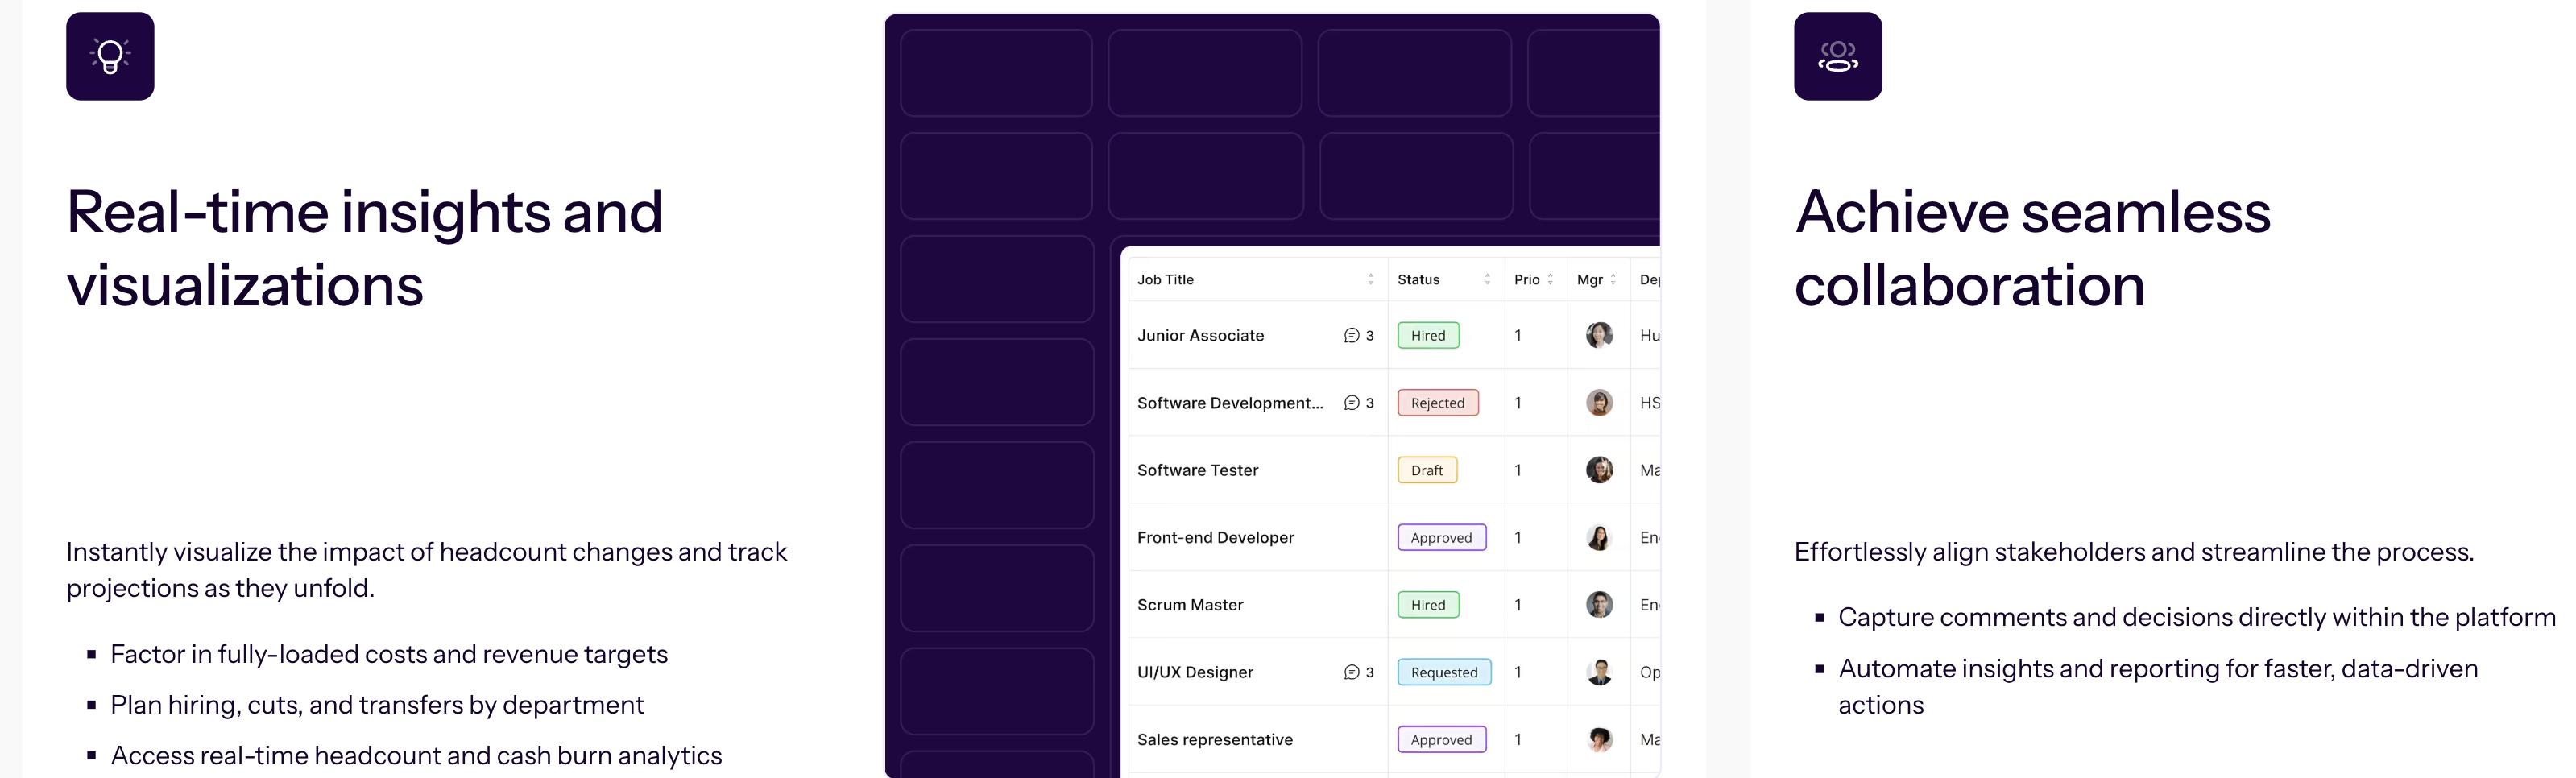 Real-time insights and
visualizations
Instantly visualize the impact of headcount changes and track
projections as they unfold.
▪ Factor in fully-loaded costs and revenue targets
▪ Plan hiring, cuts, and transfers by department
▪ Access real-time headcount and cash burn analytics
Job Title Status Prio Mgr
Junior Associate 3 Hired 1 Hu
Software Development... 3 Rejected 1 HS
Software Tester Draft 1 Ma
Front-end Developer Approved 1 En
Scrum Master Hired 1 En
UI/UX Designer 3 Requested 1 Op
Sales representative Approved 1 Ma
Achieve seamless
collaboration
Effortlessly align stakeholders and streamline the process.
▪ Capture comments and decisions directly within the platform
▪ Automate insights and reporting for faster, data-driven
actions